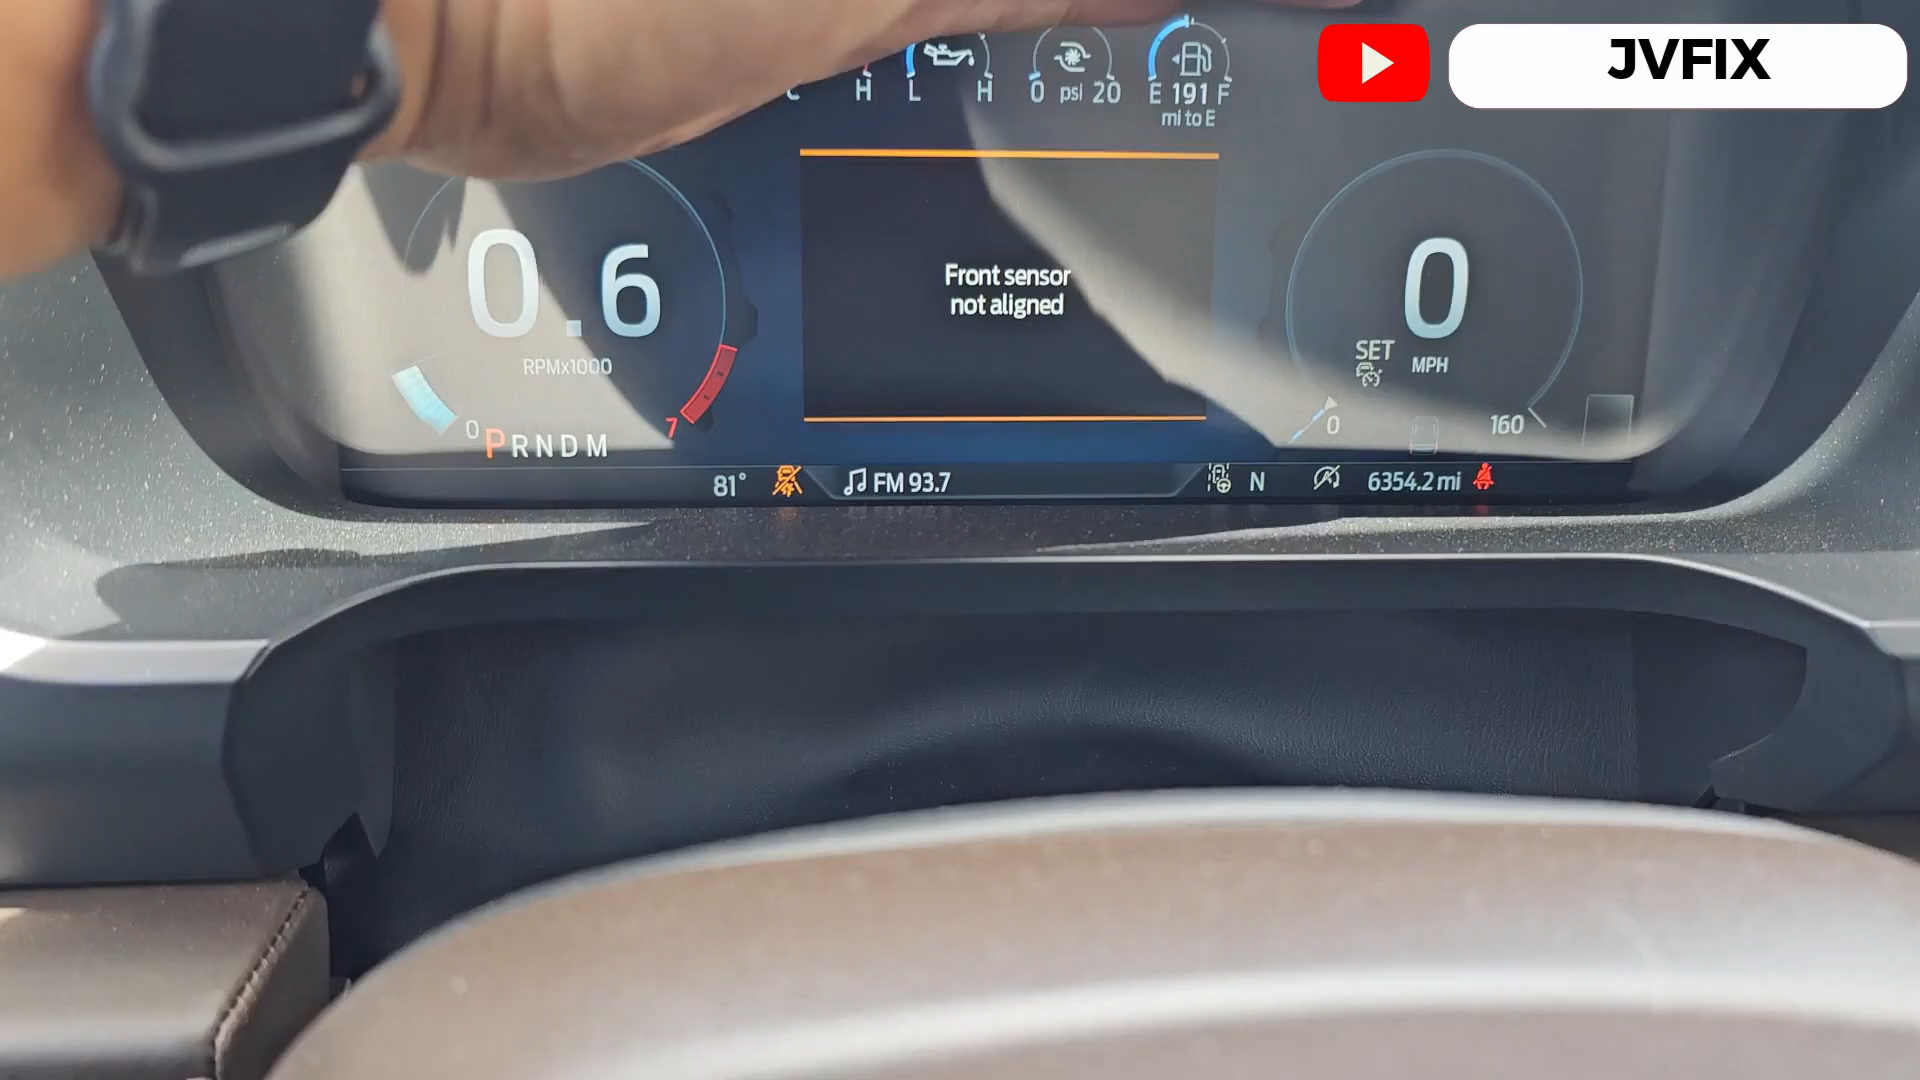 JVFIX
C H L H 0 psi 20 E 191 F
mi to E
0.6
RPMx1000
0
7
PRNDM
Front sensor
not aligned
0
MPH
SET
0
160
81°
FM 93.7
N
6354.2 mi